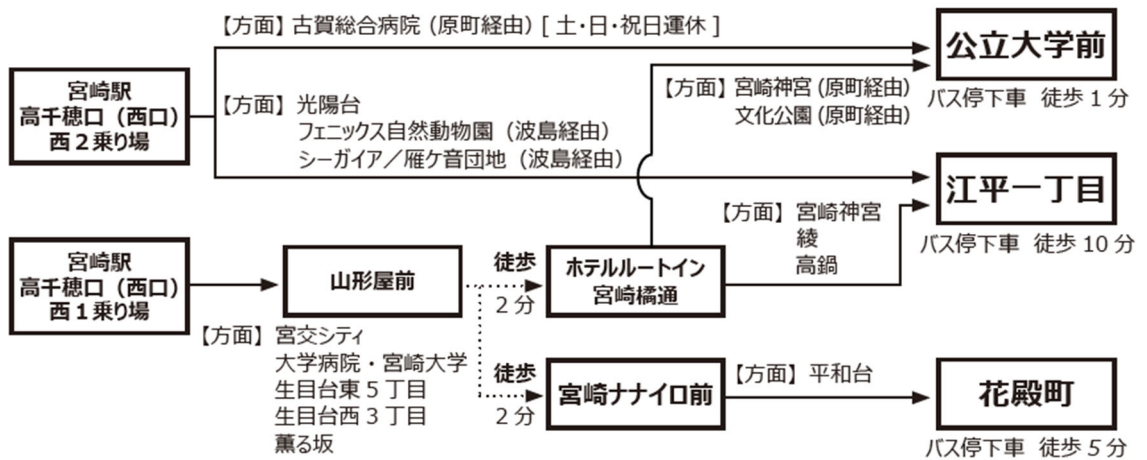 【方面】古賀総合病院(原町経由)[ 土・日・祝日運休 ]
公立大学前
バス停下車 徒歩 1 分
宮崎駅
高千穂口(西口)
西2乗り場
【方面】光陽台
フェニックス自然動物園(波島経由)
シーガイア/雁ケ音団地(波島経由)
【方面】宮崎神宮(原町経由)
文化公園(原町経由)
江平一丁目
バス停下車 徒歩 10 分
【方面】宮崎神宮
綾
高鍋
宮崎駅
高千穂口(西口)
西1乗り場
山形屋前
徒歩
2 分
ホテルルートイン
宮崎橘通
【方面】宮交シティ
大学病院・宮崎大学
生目台東 5 丁目
生目台西 3 丁目
薫る坂
徒歩
2 分
宮崎ナナイロ前
【方面】平和台
花殿町
バス停下車 徒歩 5 分